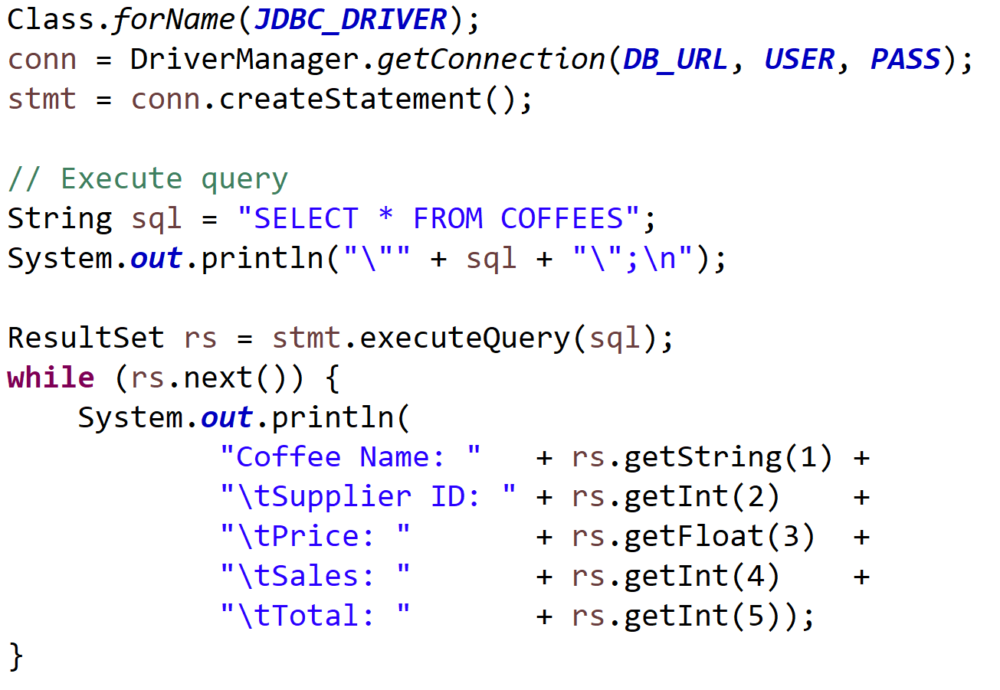 Class.forName(JDBC_DRIVER);
conn = DriverManager.getConnection(DB_URL, USER, PASS);
stmt = conn.createStatement();

// Execute query
String sql = "SELECT * FROM COFFEES";
System.out.println("\"" + sql + "\";\n");

ResultSet rs = stmt.executeQuery(sql);
while (rs.next()) {
    System.out.println(
            "Coffee Name: "   + rs.getString(1) +
            "\tSupplier ID: " + rs.getInt(2)    +
            "\tPrice: "       + rs.getFloat(3)  +
            "\tSales: "       + rs.getInt(4)    +
            "\tTotal: "       + rs.getInt(5));
}